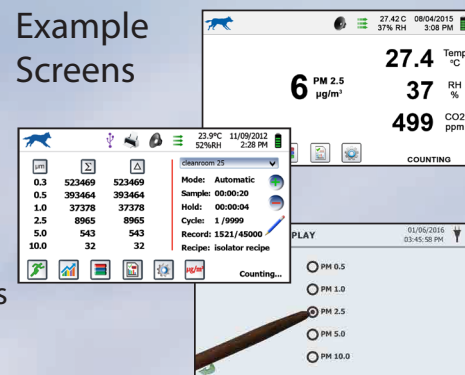 Example
Screens
27.42 C 08/04/2015
37% RH 3:08 PM
27.4 Temp
°C
6 PM 2.5
µg/m³
37 RH
%
499 CO2
ppm
COUNTING
23.9°C 11/09/2012
52%RH 2:28 PM
µm Σ Δ
0.3 523469 523469
0.5 393464 393464
1.0 37378 37378
2.5 8965 8965
5.0 543 543
10.0 32 32
cleanroom 25
Mode: Automatic
Sample: 00:00:20
Hold: 00:00:04
Cycle: 1 /9999
Record: 1521/45000
Recipe: isolator recipe
µg/m³
Counting...
PLAY
01/06/2016
03:45:58 PM
PM 0.5
PM 1.0
PM 2.5
PM 5.0
PM 10.0
s